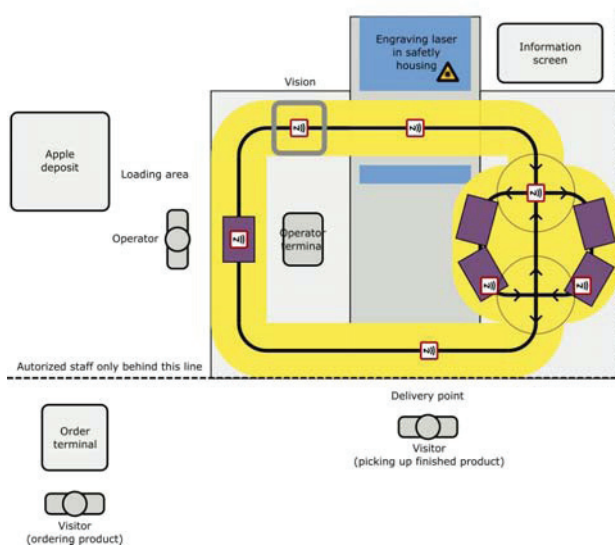 Engraving laser
in safetly
housing
Information
screen
Vision
Apple
deposit
Loading area
Operator
Operator
terminal
Autorized staff only behind this line
Delivery point
Order
terminal
Visitor
(picking up finished product)
Visitor
(ordering product)